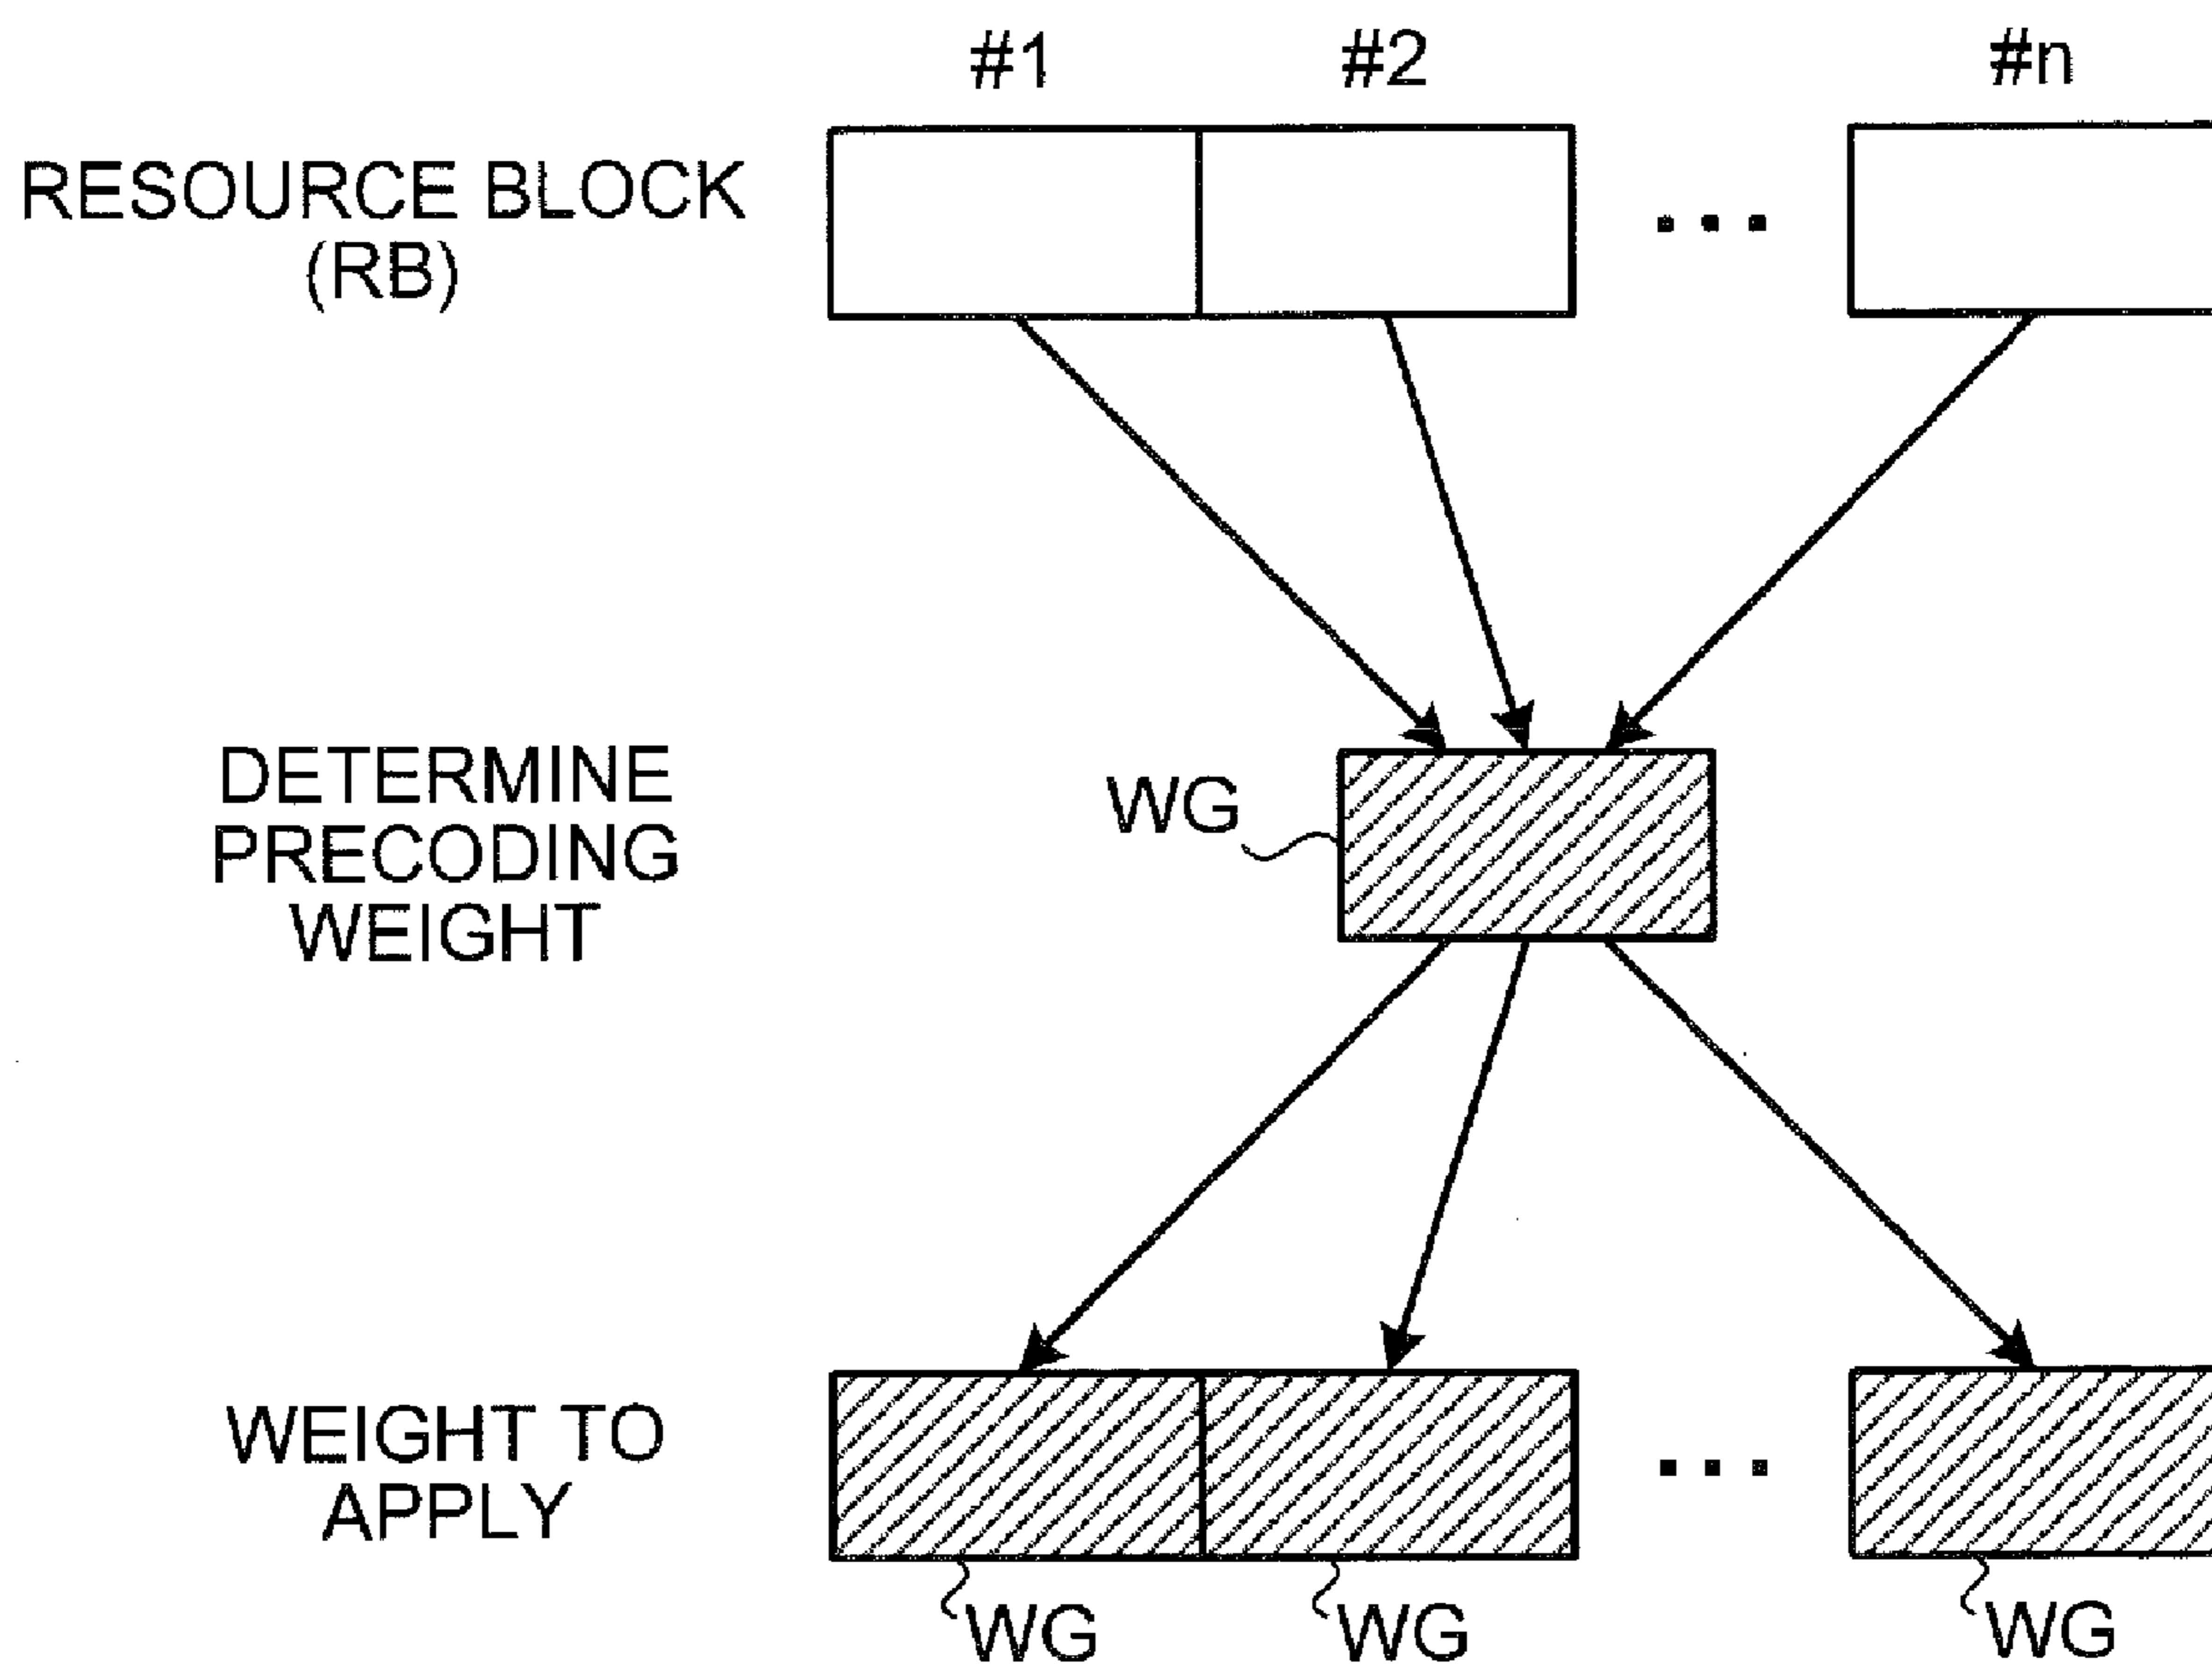 #1 #2 #n
RESOURCE BLOCK
(RB)
...
DETERMINE
PRECODING
WEIGHT
WG
WEIGHT TO
APPLY
...
WG WG WG